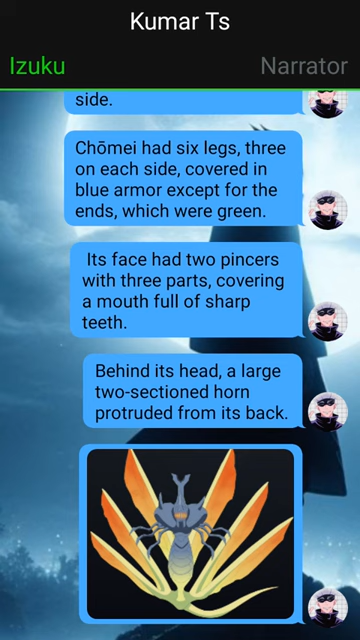 Kumar Ts
Izuku
Narrator
side.
Chōmei had six legs, three
on each side, covered in
blue armor except for the
ends, which were green.
Its face had two pincers
with three parts, covering
a mouth full of sharp
teeth.
Behind its head, a large
two-sectioned horn
protruded from its back.